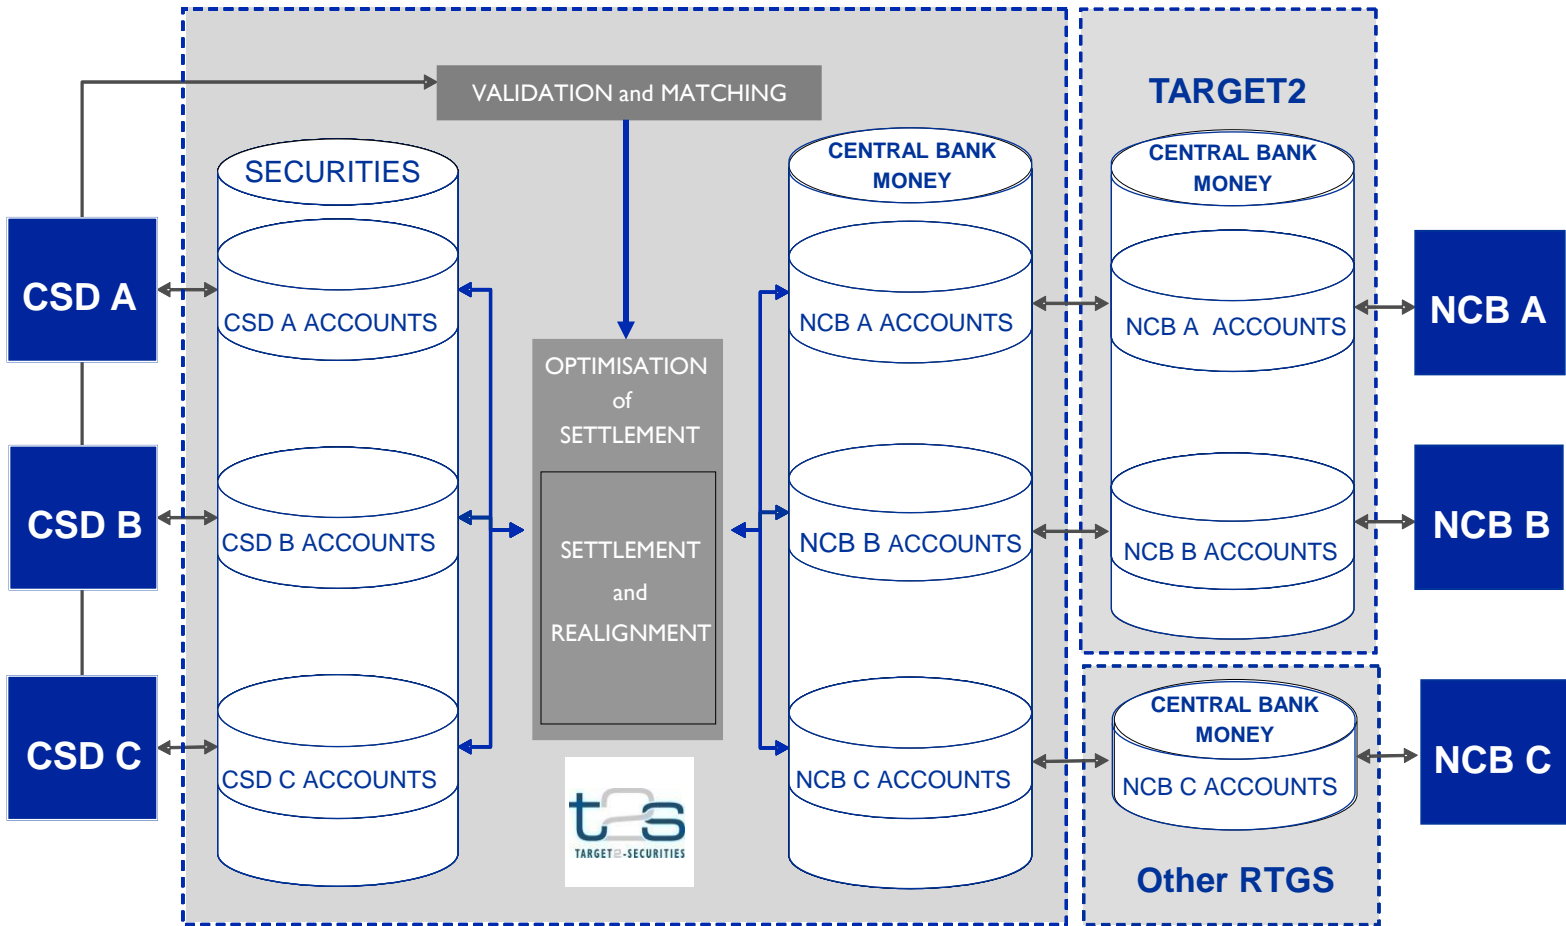 VALIDATION and MATCHING
TARGET2
SECURITIES
CENTRAL BANK
MONEY
CENTRAL BANK
MONEY
CSD A
CSD A ACCOUNTS
NCB A ACCOUNTS
NCB A ACCOUNTS
NCB A
OPTIMISATION
of
SETTLEMENT
CSD B
CSD B ACCOUNTS
SETTLEMENT
and
REALIGNMENT
NCB B ACCOUNTS
NCB B ACCOUNTS
NCB B
CSD C
CSD C ACCOUNTS
NCB C ACCOUNTS
CENTRAL BANK
MONEY
NCB C ACCOUNTS
NCB C
t2s
TARGET2-SECURITIES
Other RTGS